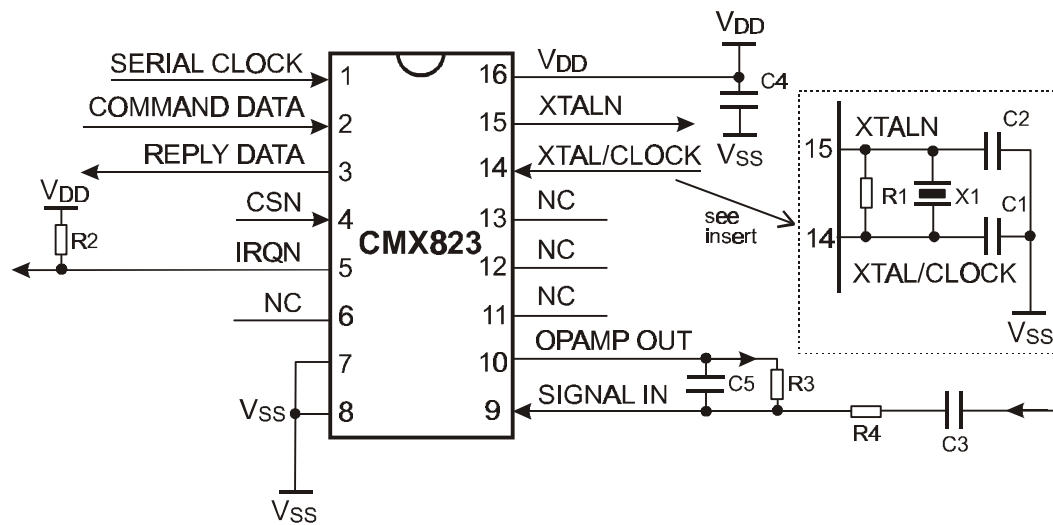 SERIAL CLOCK
COMMAND DATA
REPLY DATA
VDD
R2
CSN
IRQN
NC
VSS
VSS
1
2
3
4
5
6
7
8
CMX823
16
15
14
13
12
11
10
9
VDD
XTALN
XTAL/CLOCK
NC
NC
NC
OPAMP OUT
SIGNAL IN
VDD
C4
VSS
see
insert
C5
R3
R4
C3
15
XTALN
C2
R1
X1
C1
14
XTAL/CLOCK
VSS